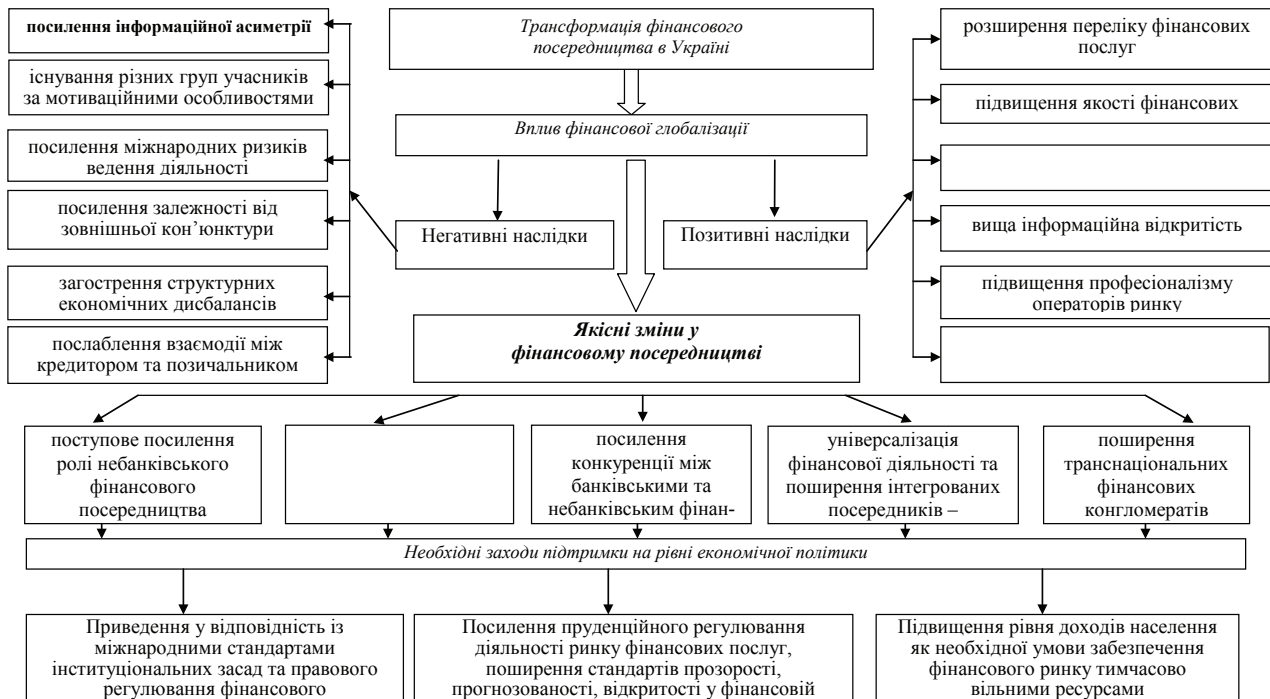 Трансформація фінансового
посередництва в Україні
Вплив фінансової глобалізації
Негативні наслідки
Позитивні наслідки
посилення інформаційної асиметрії
існування різних груп учасників
за мотиваційними особливостями
посилення міжнародних ризиків
ведення діяльності
посилення залежності від
зовнішньої кон’юнктури
загострення структурних
економічних дисбалансів
послаблення взаємодії між
кредитором та позичальником
розширення переліку фінансових
послуг
підвищення якості фінансових
вища інформаційна відкритість
підвищення професіоналізму
операторів ринку
Якісні зміни у
фінансовому посередництві
поступове посилення
ролі небанківського
фінансового
посередництва
посилення
конкуренції між
банківськими та
небанківським фінан-
універсалізація
фінансової діяльності та
поширення інтегрованих
посередників –
поширення
транснаціональних
фінансових
конгломератів
Необхідні заходи підтримки на рівні економічної політики
Приведення у відповідність із
міжнародними стандартами
інституціональних засад та правового
регулювання фінансового
Посилення пруденційного регулювання
діяльності ринку фінансових послуг,
поширення стандартів прозорості,
прогнозованості, відкритості у фінансовій
Підвищення рівня доходів населення
як необхідної умови забезпечення
фінансового ринку тимчасово
вільними ресурсами